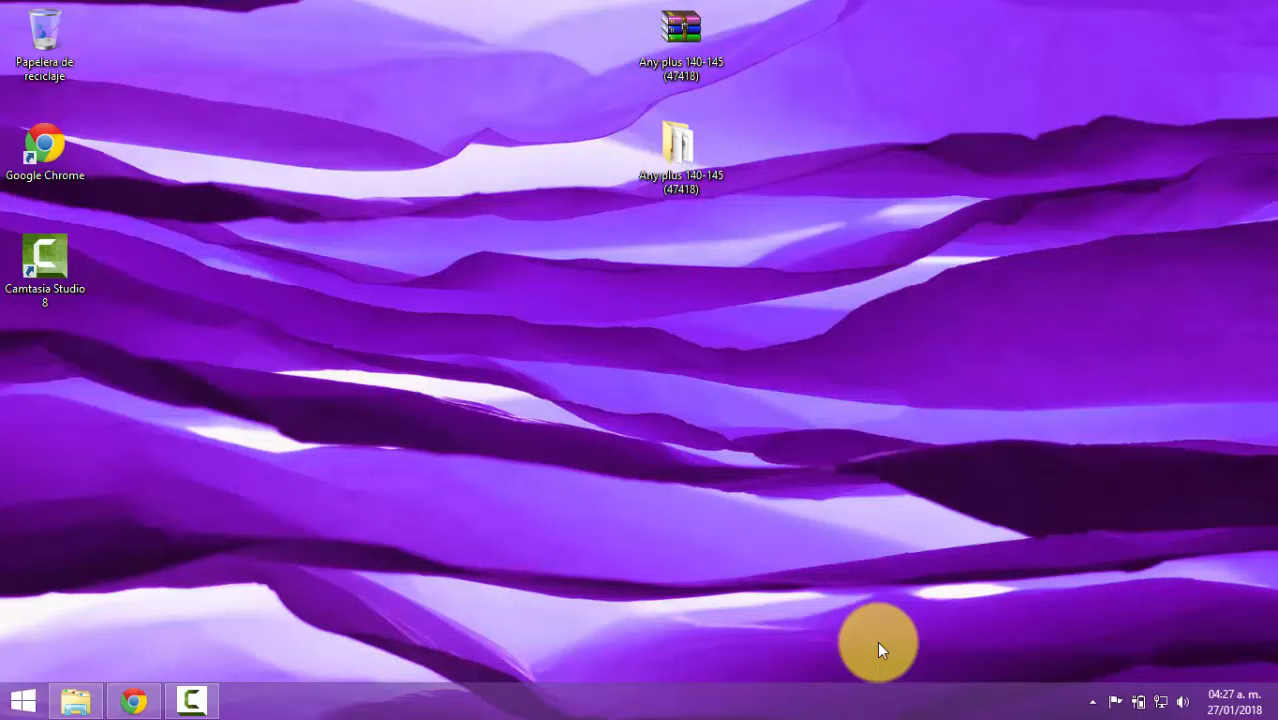 Papelera de
reciclaje
Google Chrome
Camtasia Studio
8
Any plus 140-145
(47418)
Any plus 140-145
(47418)
04:27 a. m.
27/01/2018